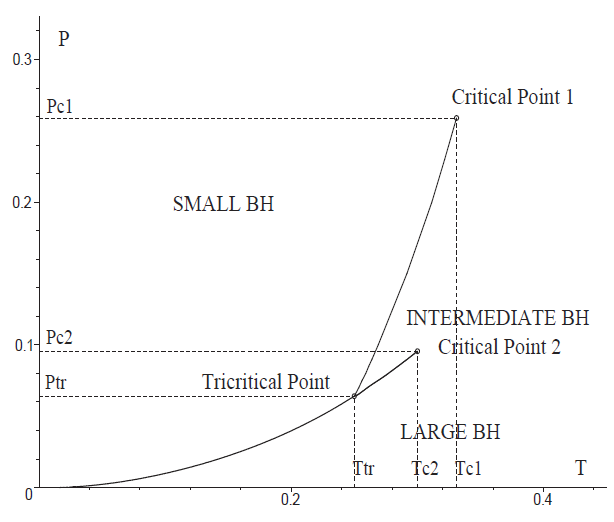 P
0.3
Critical Point 1
Pc1
0.2
SMALL BH
INTERMEDIATE BH
Pc2
0.1
Critical Point 2
Ptr
Tricritical Point
LARGE BH
Ttr
Tc2
Tc1
T
0
0.2
0.4